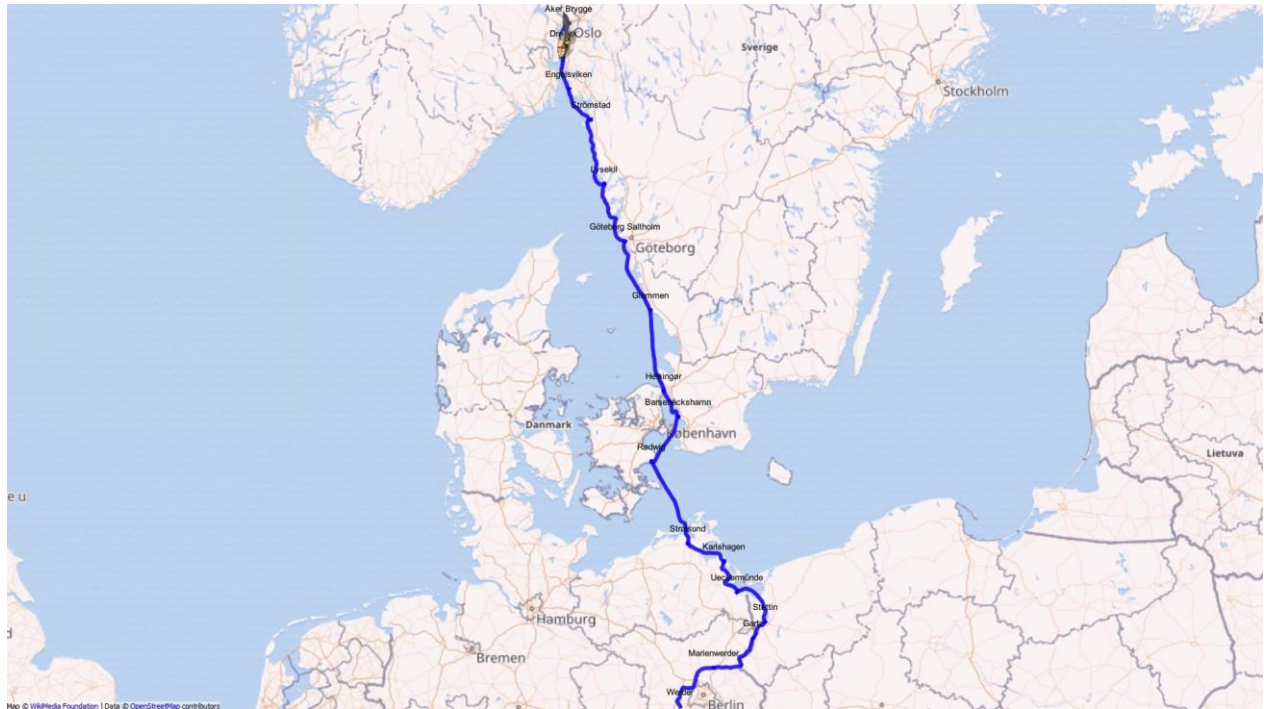 Aker Brygge
Oslo
Sverige
Engelsviken
Stockholm
Strömstad
Lysekil
Göteborg Saltholm
Göteborg
Glommen
Helsingør
Barsebäckshamn
Danmark
København
Rødwig
Lietuva
e u
Stralsund
Karlshagen
Ueckermünde
Stettin
Hamburg
Gartz
Marienwerder
Bremen
d
Werder
Berlin
Map © WikiMedia Foundation | Data © OpenStreetMap contributors